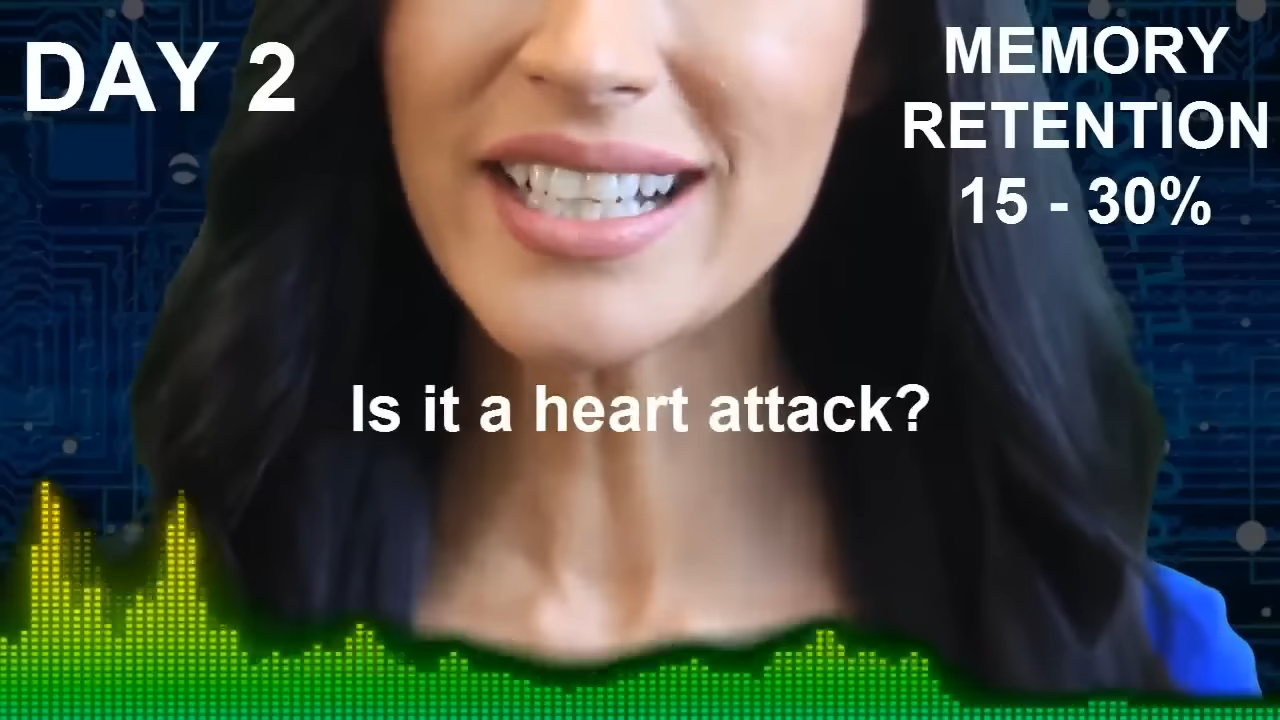 DAY 2
MEMORY
RETENTION
15 - 30%
Is it a heart attack?